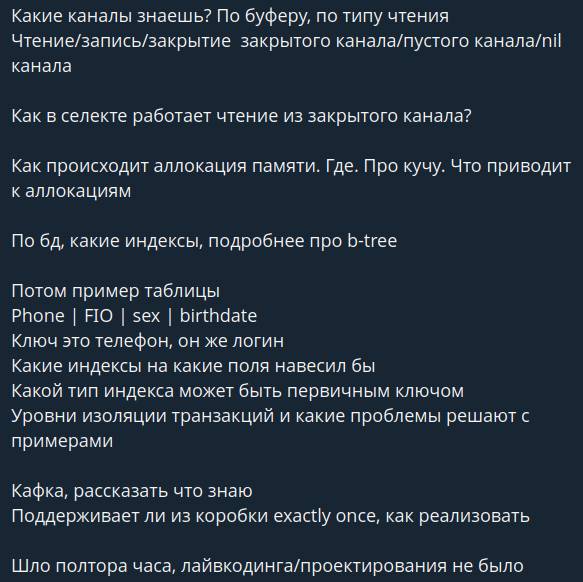 Какие каналы знаешь? По буферу, по типу чтения
Чтение/запись/закрытие  закрытого канала/пустого канала/nil
канала
Как в селекте работает чтение из закрытого канала?
Как происходит аллокация памяти. Где. Про кучу. Что приводит
к аллокациям
По бд, какие индексы, подробнее про b-tree
Потом пример таблицы
Phone | FIO | sex | birthdate
Ключ это телефон, он же логин
Какие индексы на какие поля навесил бы
Какой тип индекса может быть первичным ключом
Уровни изоляции транзакций и какие проблемы решают с
примерами
Кафка, рассказать что знаю
Поддерживает ли из коробки exactly once, как реализовать
Шло полтора часа, лайвкодинга/проектирования не было